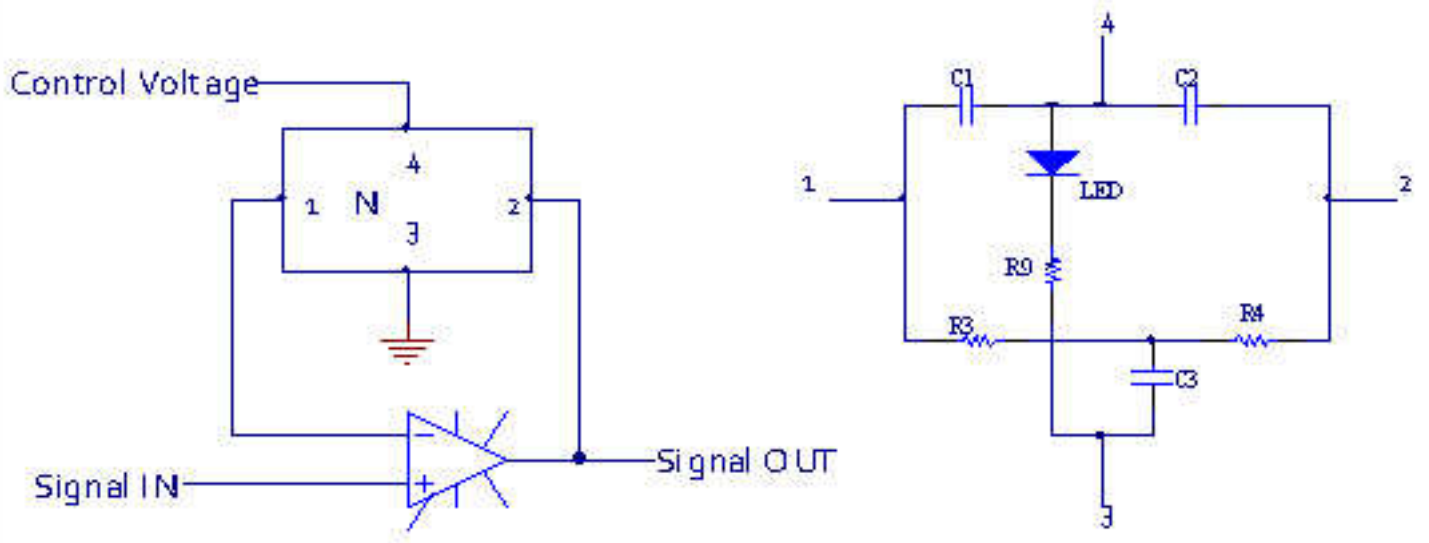 Control Voltage
4
1 N 2
3
-
+
Signal IN
Signal OUT
4
C1
C2
1
2
LED
R9
R3
R4
C3
3